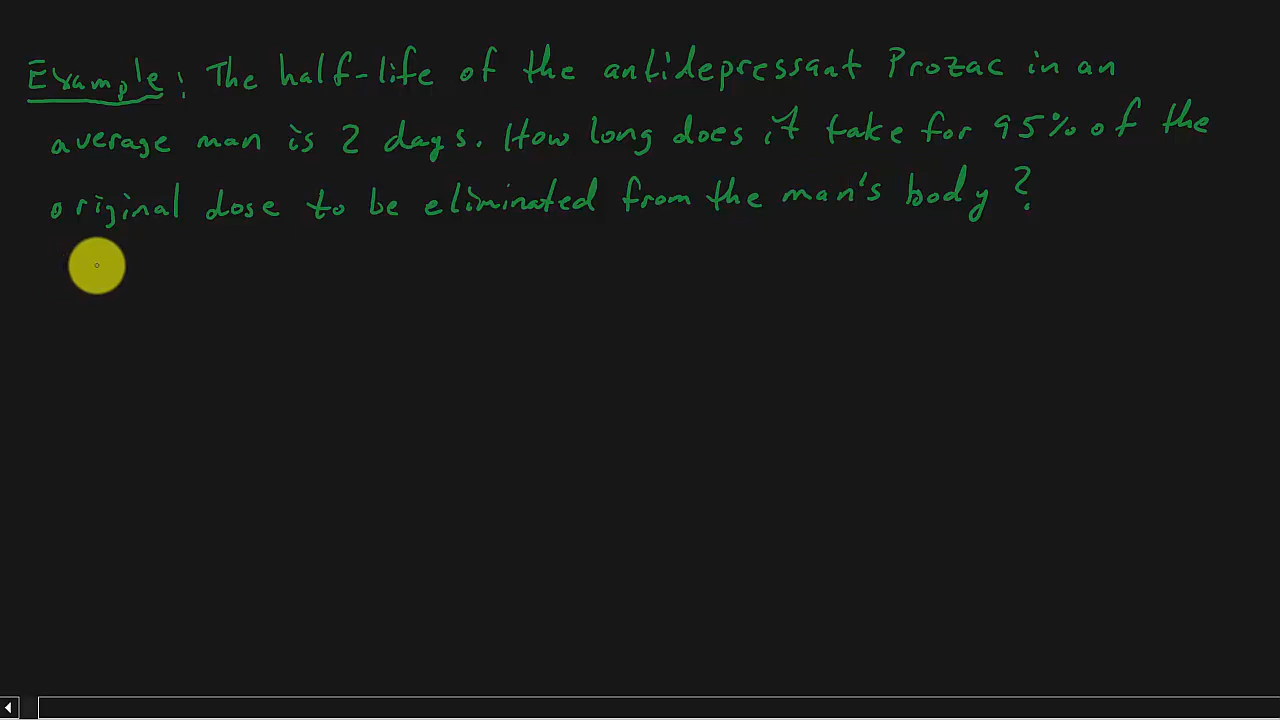 Example: The half-life of the antidepressant Prozac in an
average man is 2 days. How long does it take for 95% of the
original dose to be eliminated from the man's body?